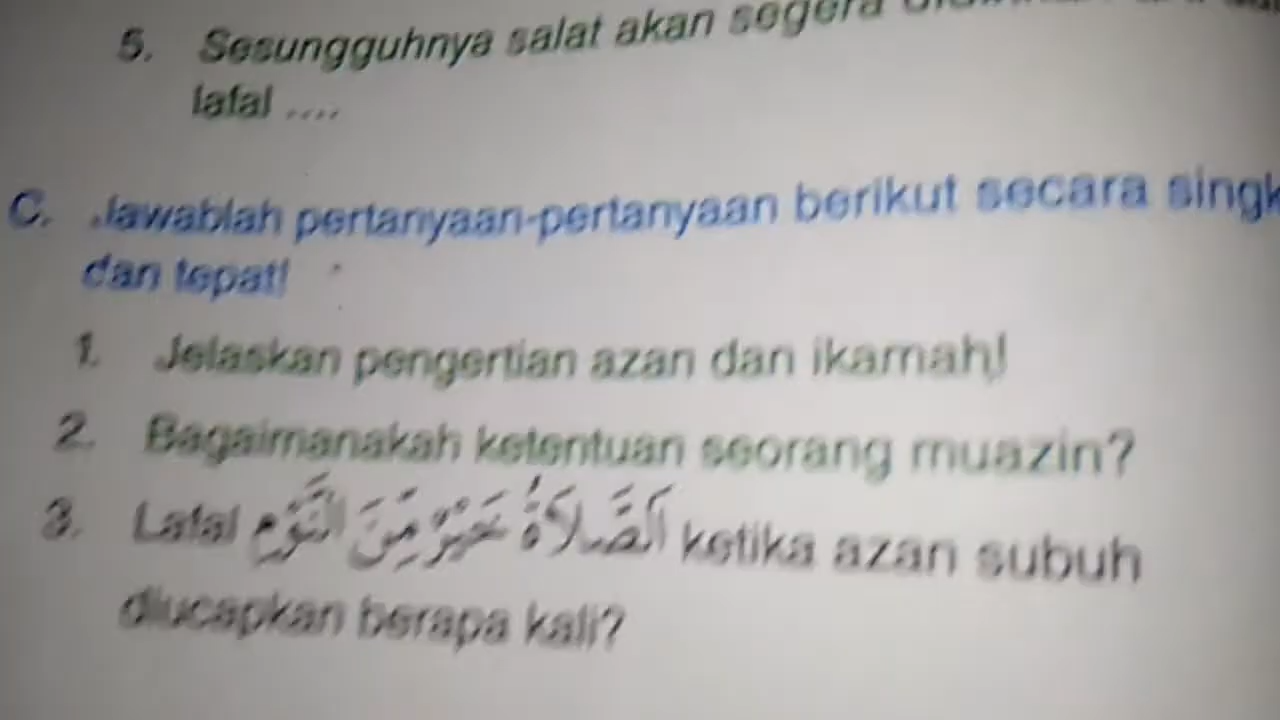 5. Sesungguhnya salat akan segera
lafal ....
C. Jawablah pertanyaan-pertanyaan berikut secara singk
dan tepat!
1. Jelaskan pengertian azan dan ikamah!
2. Bagaimanakah ketentuan seorang muazin?
3. Lafal اَلصَّلَاةُ خَيْرٌ مِّنَ النَّوْمِ ketika azan subuh
diucapkan berapa kali?